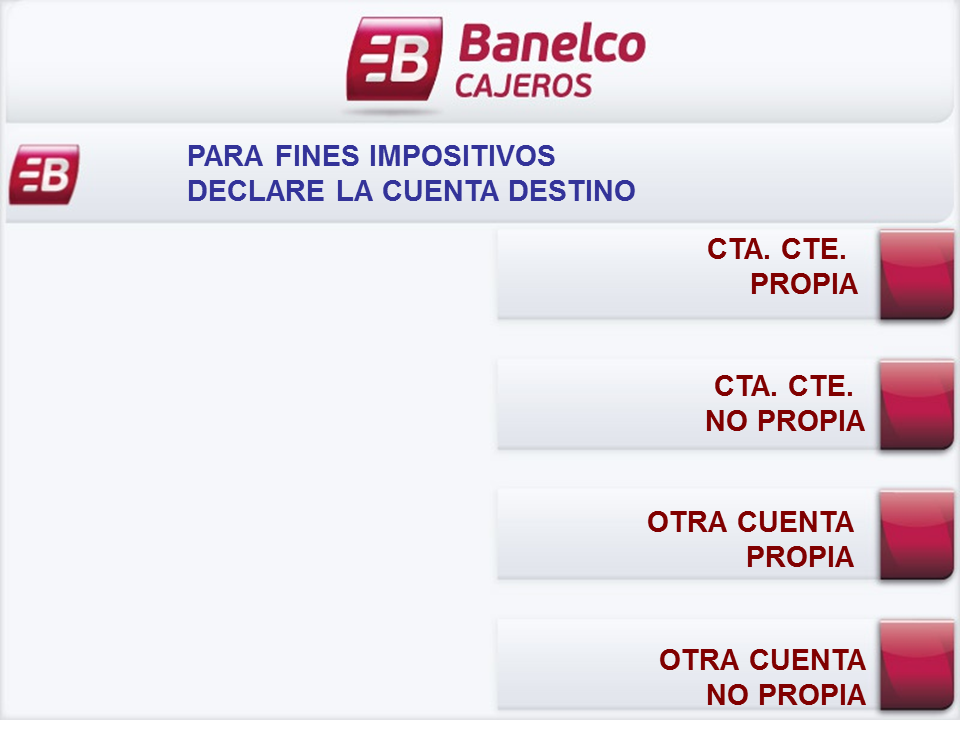 Banelco
CAJEROS
PARA FINES IMPOSITIVOS
DECLARE LA CUENTA DESTINO
CTA. CTE.
PROPIA
CTA. CTE.
NO PROPIA
OTRA CUENTA
PROPIA
OTRA CUENTA
NO PROPIA